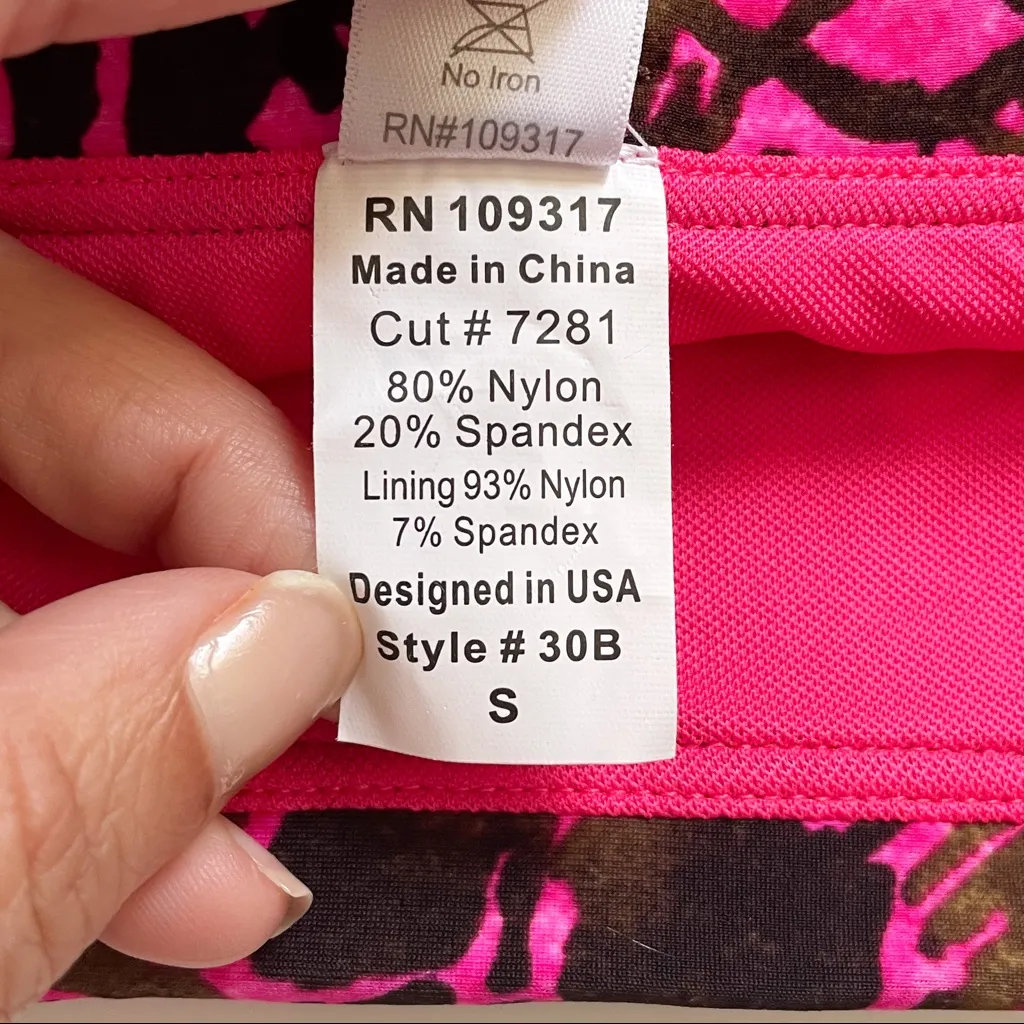 No Iron
RN#109317
RN 109317
Made in China
Cut # 7281
80% Nylon
20% Spandex
Lining 93% Nylon
7% Spandex
Designed in USA
Style # 30B
S